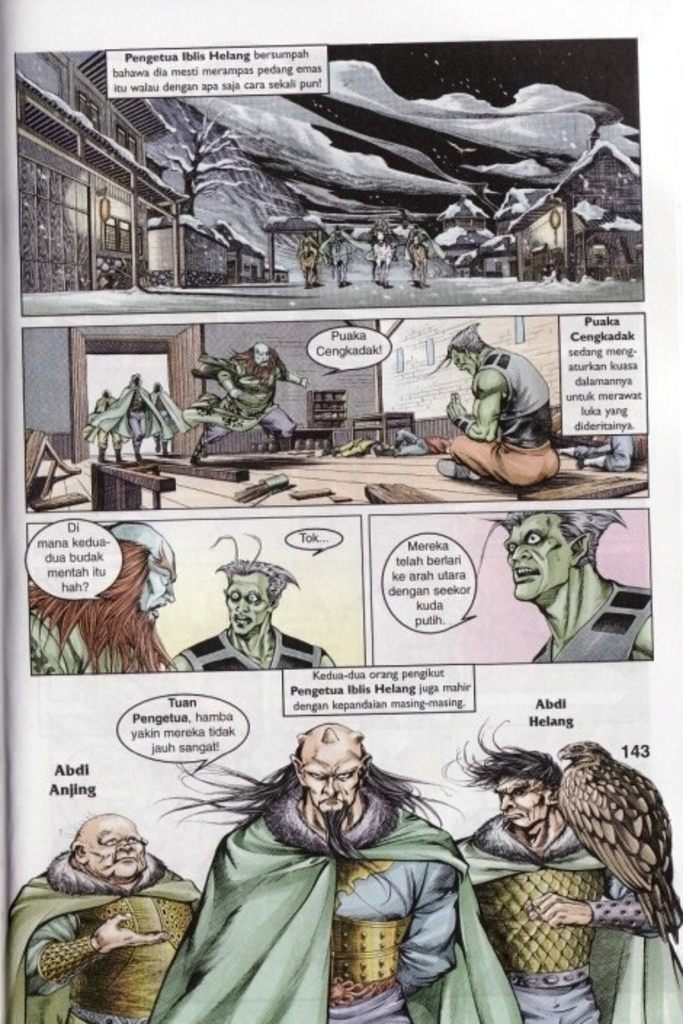 Pengetua Iblis Helang bersumpah
bahawa dia mesti merampas pedang emas
itu walau dengan apa saja cara sekali pun!
Puaka
Cengkadak!
Puaka
Cengkadak
sedang meng-
aturkan kuasa
dalamannya
untuk merawat
luka yang
dideritainya.
Di
mana kedua-
dua budak
mentah itu
hah?
Tok...
Mereka
telah berlari
ke arah utara
dengan seekor
kuda
putih.
Kedua-dua orang pengikut
Pengetua Iblis Helang juga mahir
dengan kepandaian masing-masing.
Tuan
Pengetua, hamba
yakin mereka tidak
jauh sangat!
Abdi
Helang
143
Abdi
Anjing